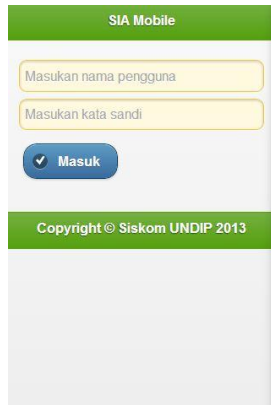 SIA Mobile
Masukan nama pengguna
Masukan kata sandi
Masuk
Copyright © Siskom UNDIP 2013